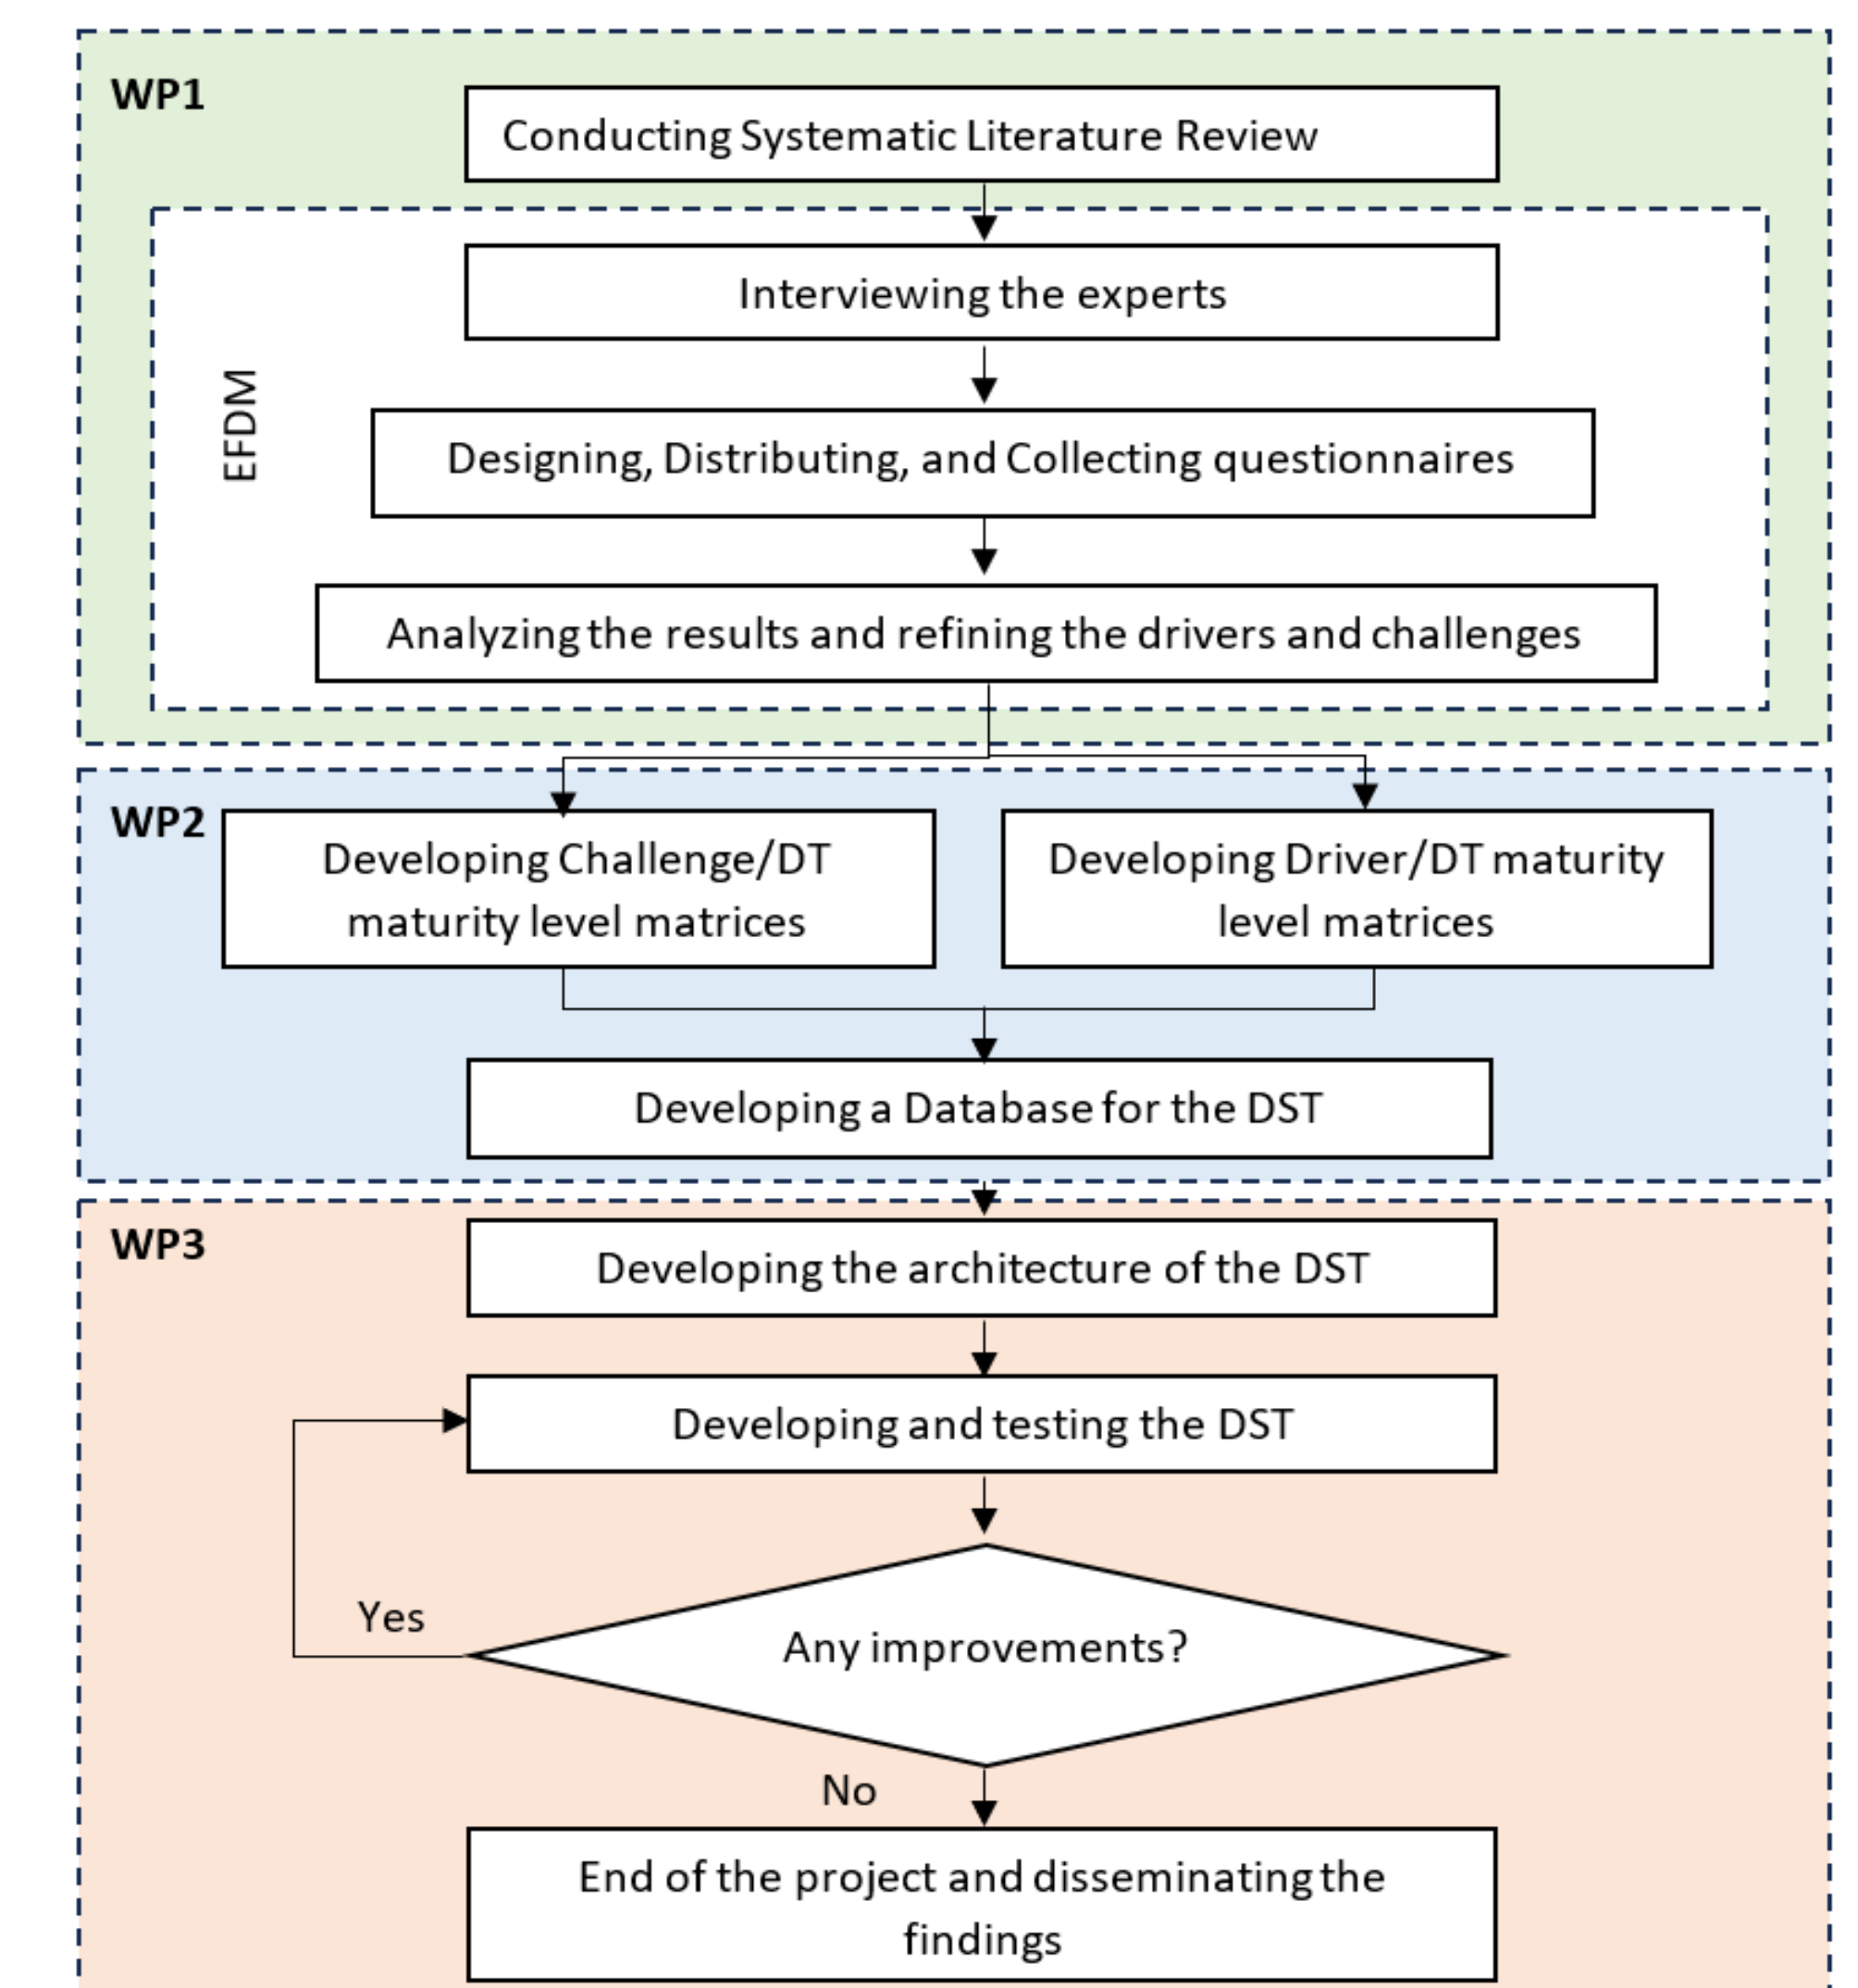 WP1
Conducting Systematic Literature Review
Interviewing the experts
EFDM
Designing, Distributing, and Collecting questionnaires
Analyzing the results and refining the drivers and challenges
WP2
Developing Challenge/DT
maturity level matrices
Developing Driver/DT maturity
level matrices
Developing a Database for the DST
WP3
Developing the architecture of the DST
Developing and testing the DST
Yes
Any improvements?
No
End of the project and disseminating the
findings